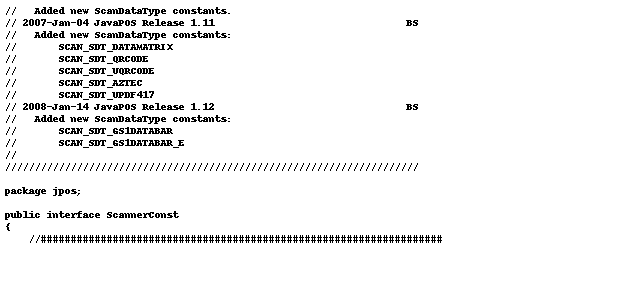 //   Added new ScanDataType constants.
// 2007-Jan-04 JavaPOS Release 1.11                                BS
//   Added new ScanDataType constants:
//       SCAN_SDT_DATAMATRIX
//       SCAN_SDT_QRCODE
//       SCAN_SDT_UQRCODE
//       SCAN_SDT_AZTEC
//       SCAN_SDT_UPDF417
// 2008-Jan-14 JavaPOS Release 1.12                                BS
//   Added new ScanDataType constants:
//       SCAN_SDT_GS1DATABAR
//       SCAN_SDT_GS1DATABAR_E
//
/////////////////////////////////////////////////////////////////////
package jpos;
public interface ScannerConst
{
    //###################################################################